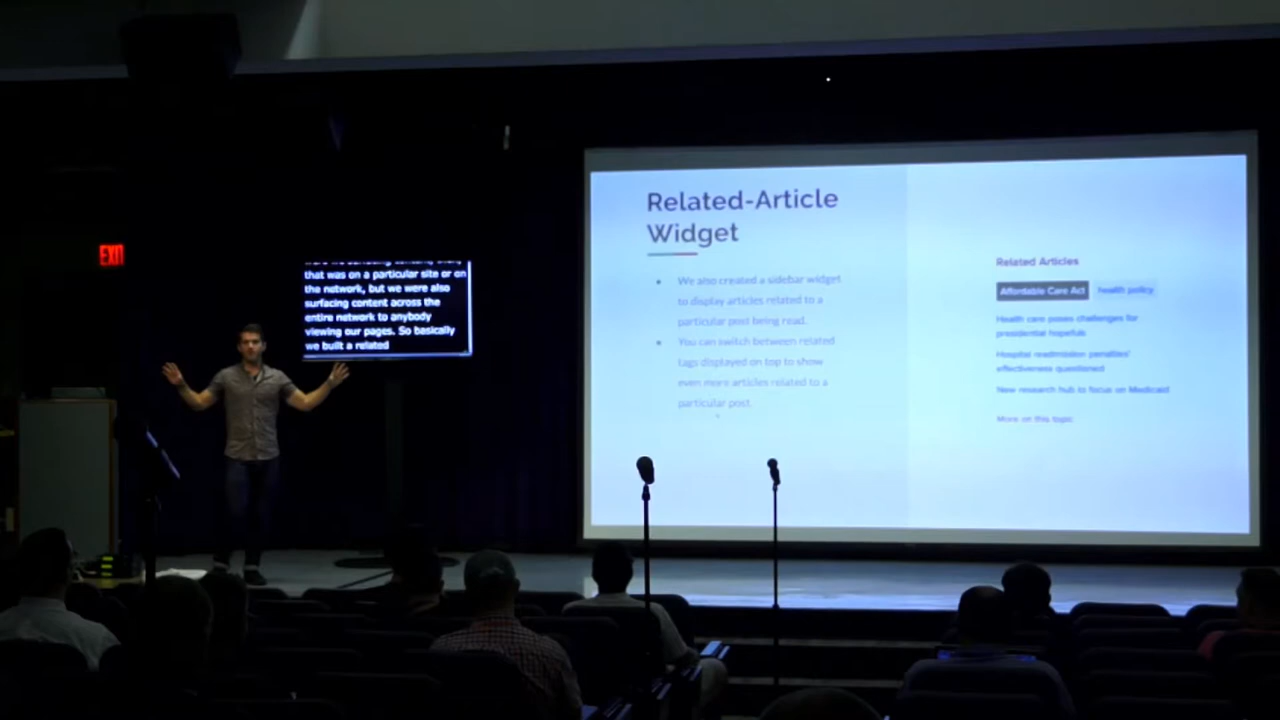 EXIT
that was on a particular site or on
the network, but we were also
surfacing content across the
entire network to anybody
viewing our pages. So basically
we built a related
Related-Article
Widget
We also created a sidebar widget
to display articles related to a
particular post being read.
You can switch between related
tags displayed on top to show
even more articles related to a
particular post.
Related Articles
Affordable Care Act health policy
Health care poses challenges for
presidential hopefuls
Hospital readmission penalties'
effectiveness questioned
New research hub to focus on Medicaid
More on this topic